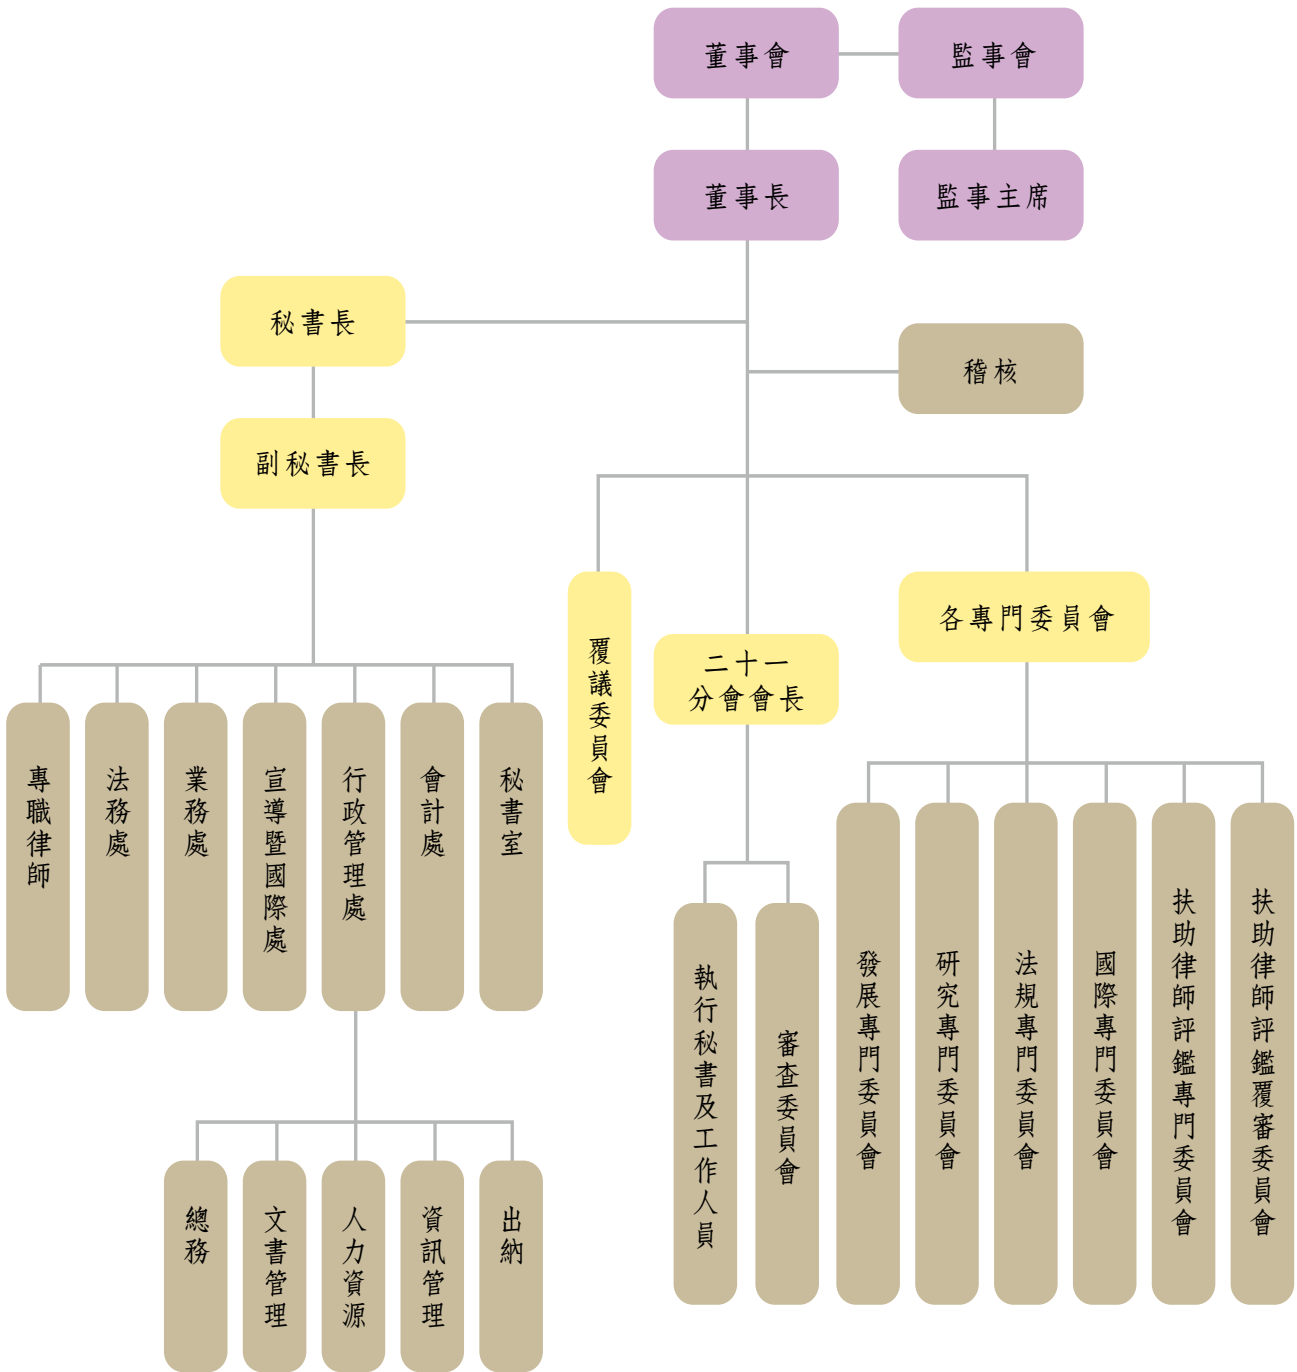 董事會
監事會
董事長
監事主席
秘書長
稽核
副秘書長
覆議委員會
二十一
分會會長
各專門委員會
專職律師
法務處
業務處
宣導暨國際處
行政管理處
會計處
秘書室
執行秘書及工作人員
審查委員會
發展專門委員會
研究專門委員會
法規專門委員會
國際專門委員會
扶助律師評鑑專門委員會
扶助律師評鑑覆審委員會
總務
文書管理
人力資源
資訊管理
出納